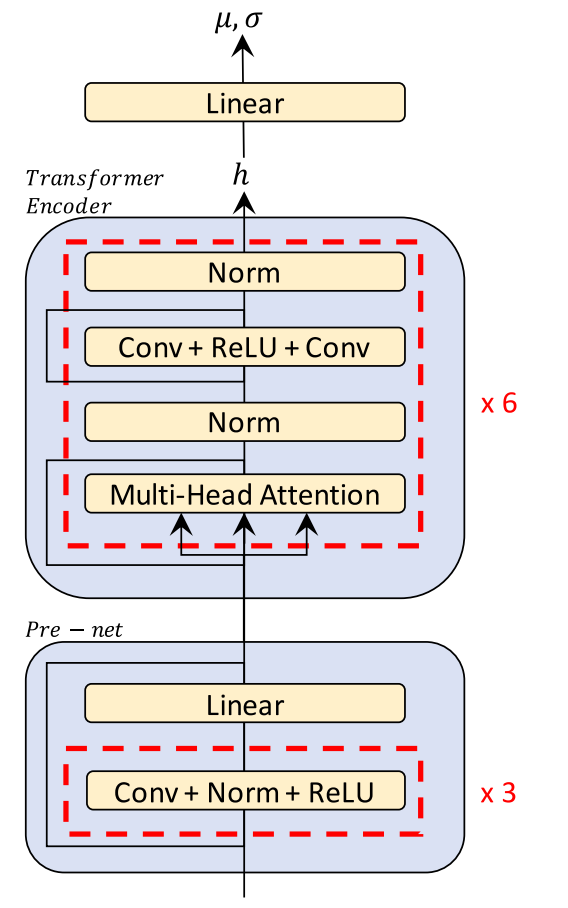 μ, σ
Linear
h
Transformer
Encoder
Norm
Conv + ReLU + Conv
x 6
Norm
Multi-Head Attention
Pre − net
Linear
Conv + Norm + ReLU
x 3